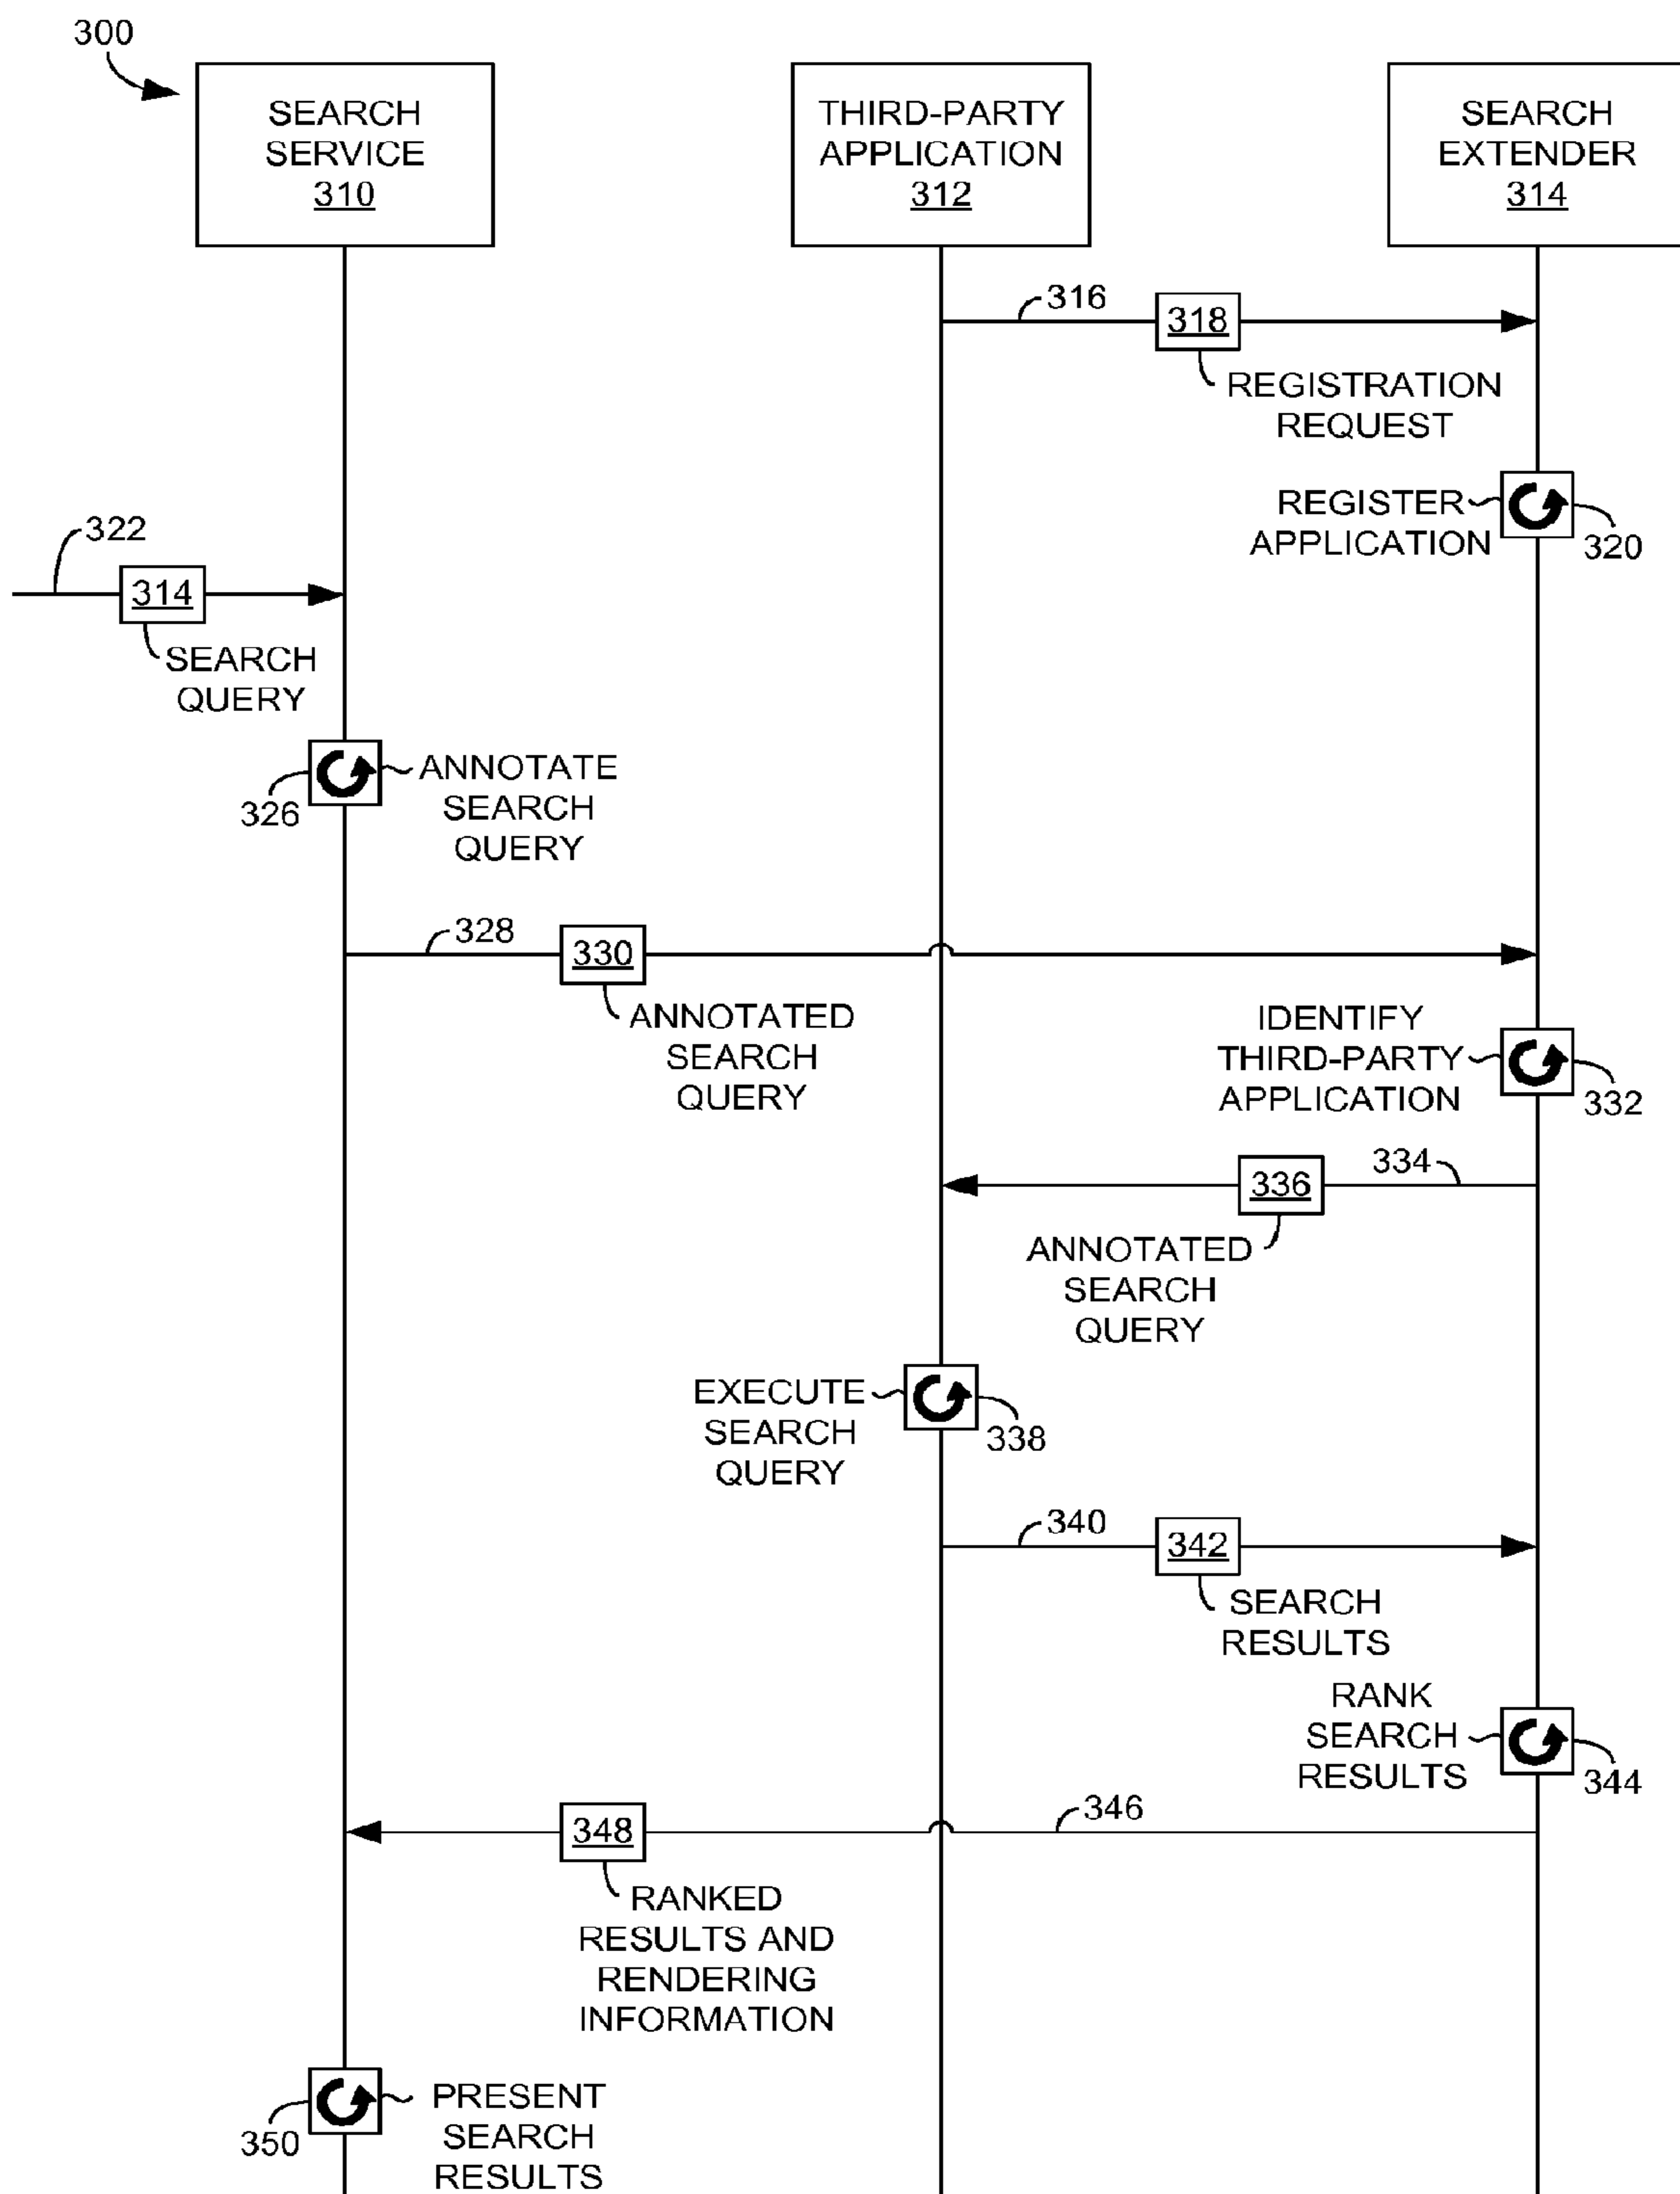 300
SEARCH
SERVICE
310
THIRD-PARTY
APPLICATION
312
SEARCH
EXTENDER
314
316
318
REGISTRATION
REQUEST
REGISTER
APPLICATION
320
322
314
SEARCH
QUERY
326
ANNOTATE
SEARCH
QUERY
328
330
ANNOTATED
SEARCH
QUERY
IDENTIFY
THIRD-PARTY
APPLICATION
332
334
336
ANNOTATED
SEARCH
QUERY
EXECUTE
SEARCH
QUERY
338
340
342
SEARCH
RESULTS
RANK
SEARCH
RESULTS
344
346
348
RANKED
RESULTS AND
RENDERING
INFORMATION
350
PRESENT
SEARCH
RESULTS